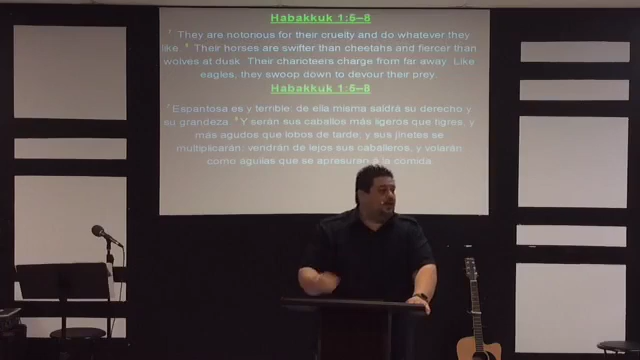 Habakkuk 1:5–8
7 They are notorious for their cruelty and do whatever they
like. 8 Their horses are swifter than cheetahs and fiercer than
wolves at dusk. Their charioteers charge from far away. Like
eagles, they swoop down to devour their prey.
Habakkuk 1:5–8
7 Espantosa es y terrible; de ella misma saldrá su derecho y
su grandeza. 8 Y serán sus caballos más ligeros que tigres, y
más agudos que lobos de tarde; y sus jinetes se
multiplicarán; vendrán de lejos sus caballeros, y volarán
como águilas que se apresuran a la comida.